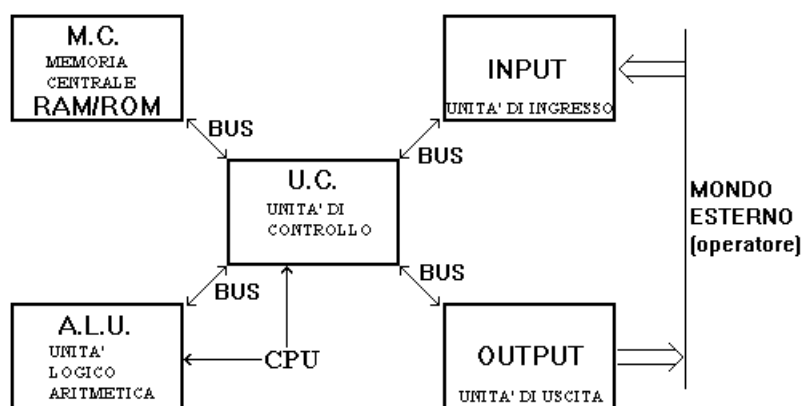 M.C.
MEMORIA
CENTRALE
RAM/ROM
INPUT
UNITA' DI INGRESSO
BUS
BUS
U.C.
UNITA' DI
CONTROLLO
MONDO
ESTERNO
(operatore)
BUS
BUS
A.L.U.
UNITA'
LOGICO
ARITMETICA
CPU
OUTPUT
UNITA' DI USCITA